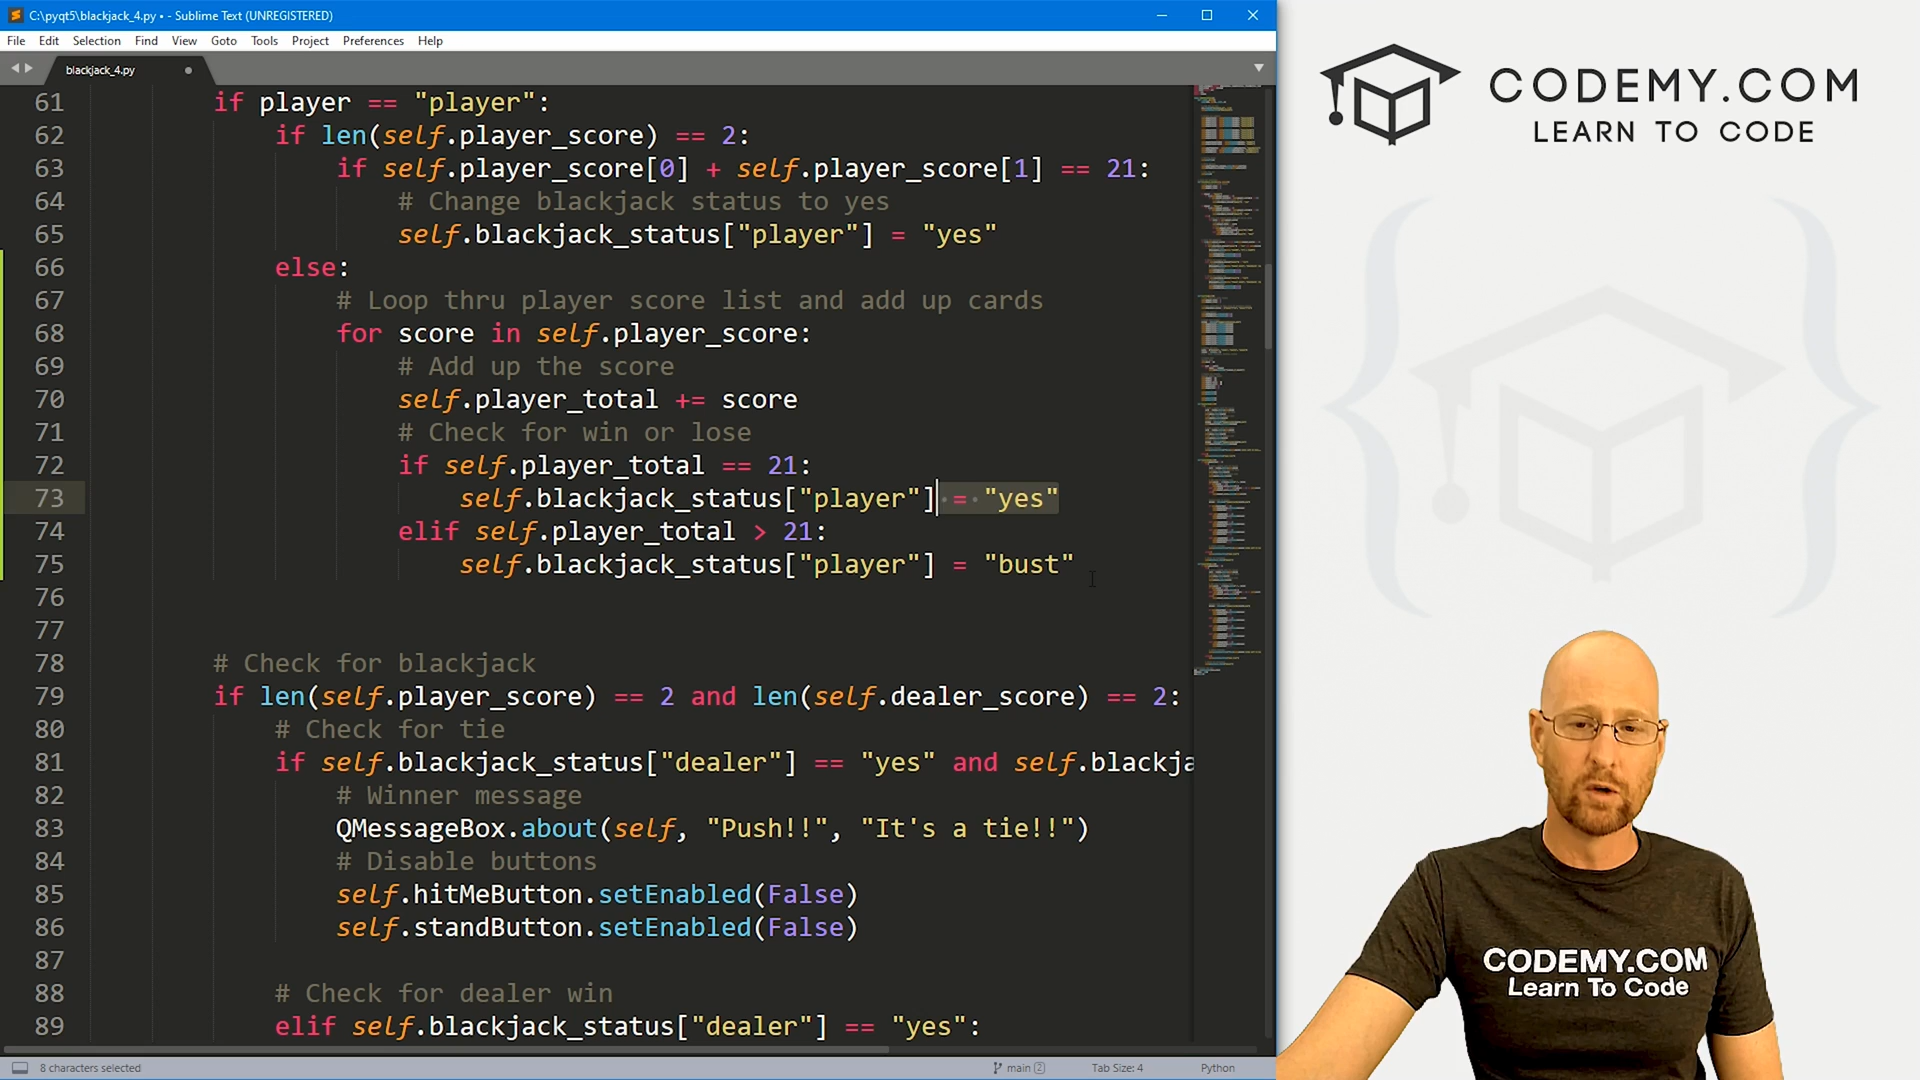 C:\pyqt5\blackjack_4.py • - Sublime Text (UNREGISTERED)
File Edit Selection Find View Goto Tools Project Preferences Help
blackjack_4.py
61 if player == "player":
62 if len(self.player_score) == 2:
63 if self.player_score[0] + self.player_score[1] == 21:
64 # Change blackjack status to yes
65 self.blackjack_status["player"] = "yes"
66 else:
67 # Loop thru player score list and add up cards
68 for score in self.player_score:
69 # Add up the score
70 self.player_total += score
71 # Check for win or lose
72 if self.player_total == 21:
73 self.blackjack_status["player"] = "yes"
74 elif self.player_total > 21:
75 self.blackjack_status["player"] = "bust"
76
77
78 # Check for blackjack
79 if len(self.player_score) == 2 and len(self.dealer_score) == 2:
80 # Check for tie
81 if self.blackjack_status["dealer"] == "yes" and self.blackja
82 # Winner message
83 QMessageBox.about(self, "Push!!", "It's a tie!!")
84 # Disable buttons
85 self.hitMeButton.setEnabled(False)
86 self.standButton.setEnabled(False)
87
88 # Check for dealer win
89 elif self.blackjack_status["dealer"] == "yes":
8 characters selected
main 2
Tab Size: 4
Python
CODEMY.COM
LEARN TO CODE
CODEMY.COM
Learn To Code